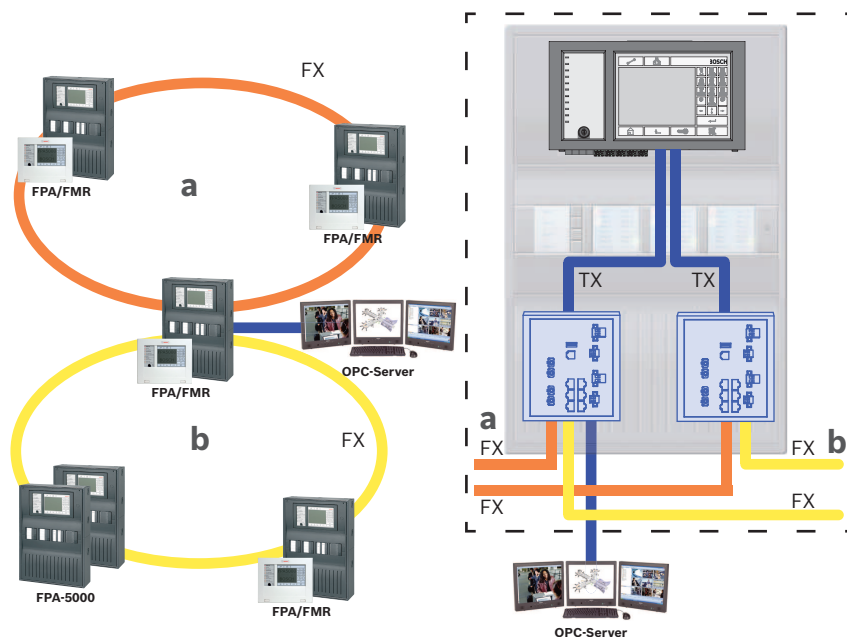 FX
a
FPA/FMR
FPA/FMR
FPA/FMR
OPC-Server
b
FX
FPA-5000
FPA/FMR
BOSCH
TX
TX
a
FX
FX
b
FX
FX
OPC-Server